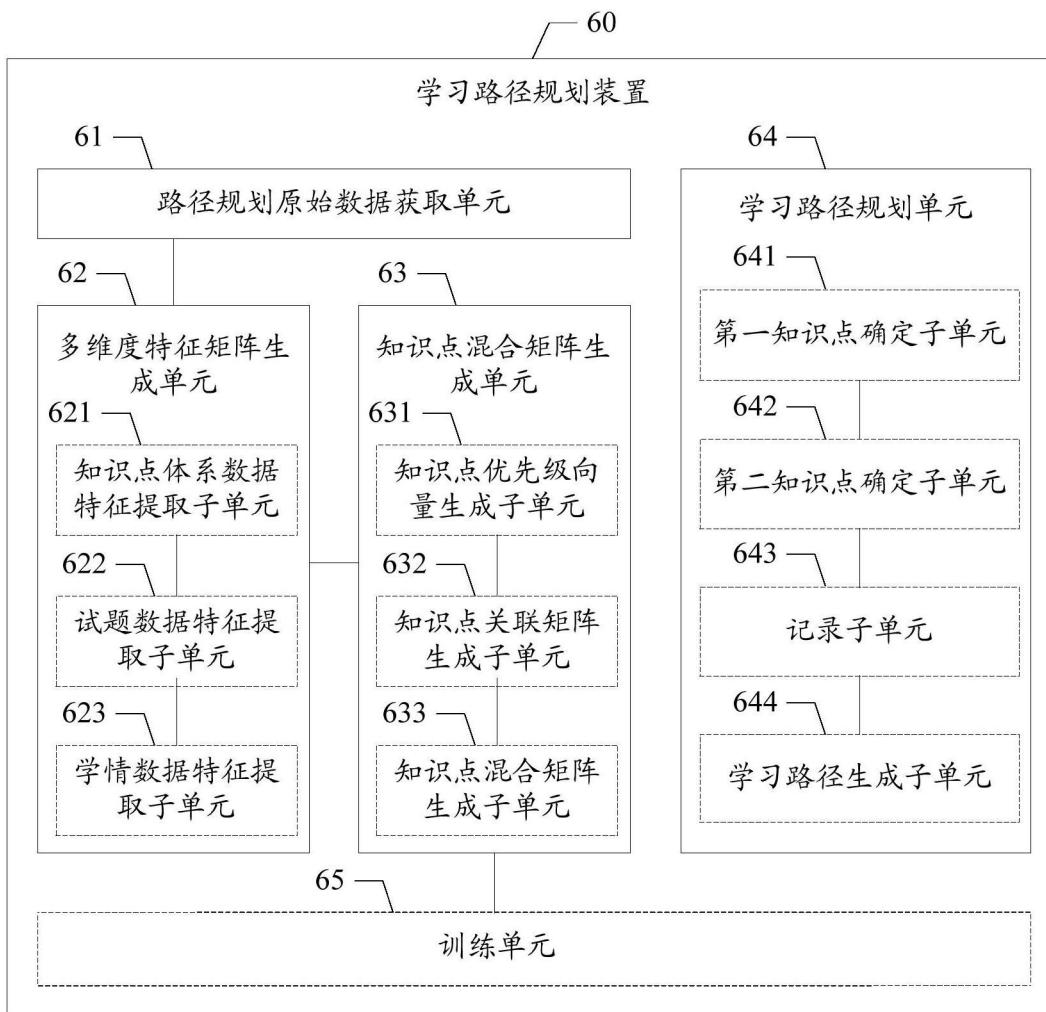 60
学习路径规划装置
61
路径规划原始数据获取单元
62
多维度特征矩阵生
成单元
621
知识点体系数据
特征提取子单元
622
试题数据特征提
取子单元
623
学情数据特征提
取子单元
63
知识点混合矩阵生
成单元
631
知识点优先级向
量生成子单元
632
知识点关联矩阵
生成子单元
633
知识点混合矩阵
生成子单元
64
学习路径规划单元
641
第一知识点确定子单元
642
第二知识点确定子单元
643
记录子单元
644
学习路径生成子单元
65
训练单元